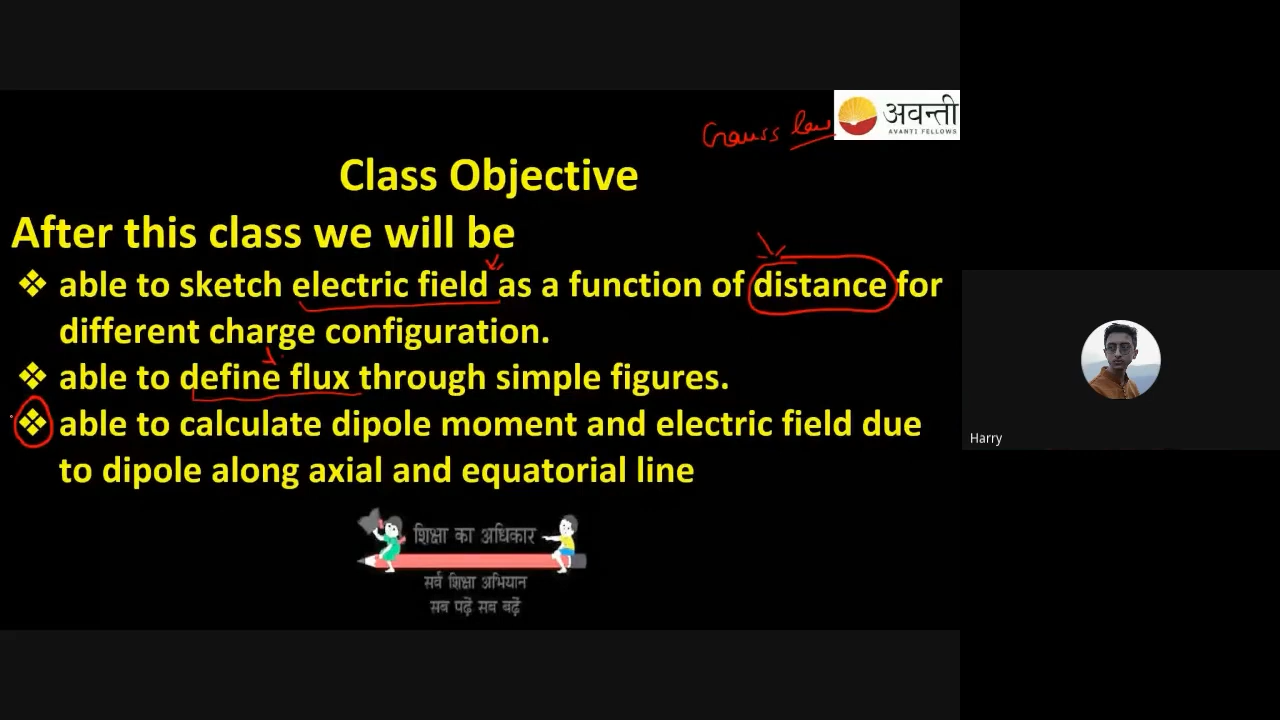 Gauss law
अवन्ती
AVANTI FELLOWS
Class Objective
After this class we will be
❖ able to sketch electric field as a function of distance for
different charge configuration.
❖ able to define flux through simple figures.
❖ able to calculate dipole moment and electric field due
to dipole along axial and equatorial line
शिक्षा का अधिकार
सर्व शिक्षा अभियान
सब पढ़ें सब बढ़ें
Harry